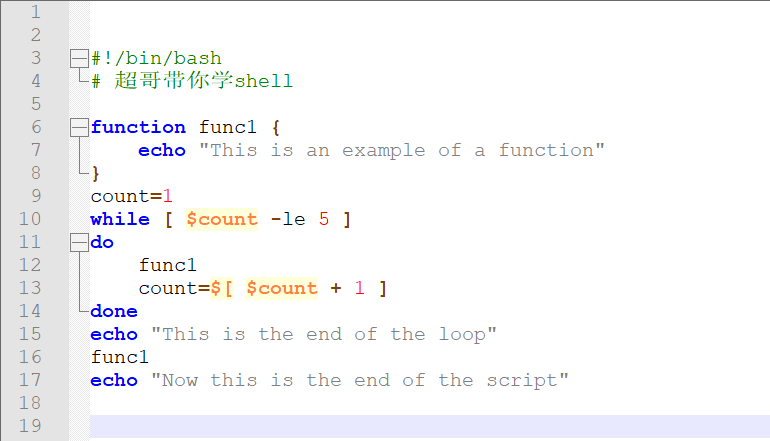 1
2
3 #!/bin/bash
4 # 超哥带你学shell
5
6 function func1 {
7     echo "This is an example of a function"
8 }
9 count=1
10 while [ $count -le 5 ]
11 do
12     func1
13     count=$[ $count + 1 ]
14 done
15 echo "This is the end of the loop"
16 func1
17 echo "Now this is the end of the script"
18
19